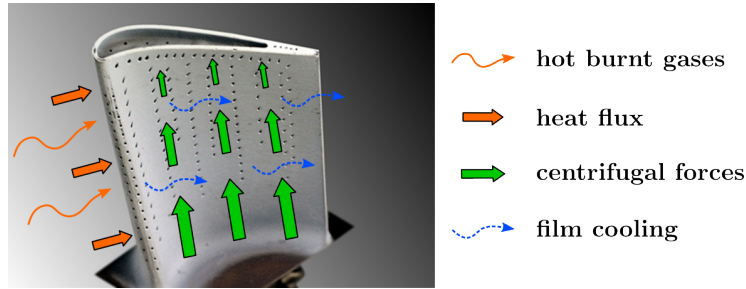 hot burnt gases
heat flux
centrifugal forces
film cooling